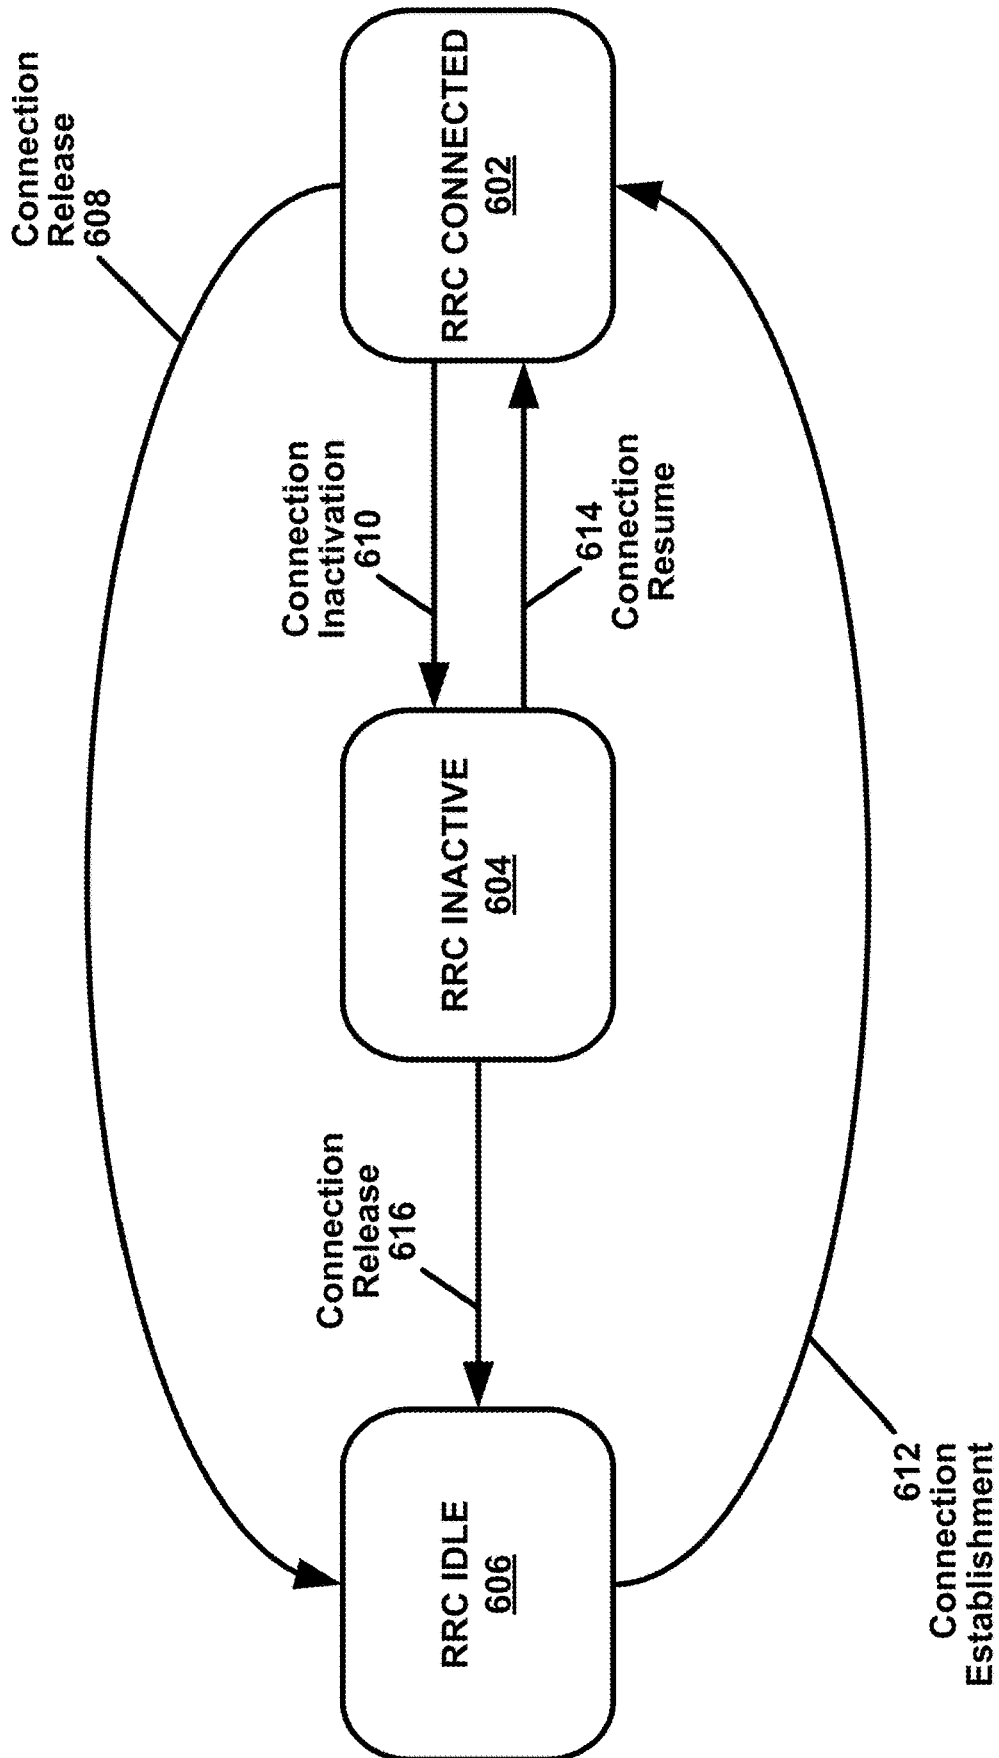 Connection
Release
608
Connection
Release
616
Connection
Inactivation
610
RRC IDLE
606
RRC INACTIVE
604
RRC CONNECTED
602
614
Connection
Resume
612
Connection
Establishment